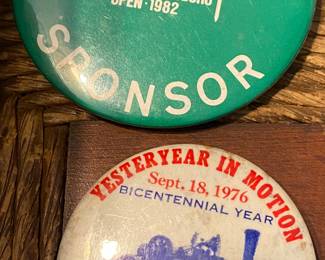 OPEN·1982
SPONSOR
YESTERYEAR IN MOTION
Sept. 18, 1976
BICENTENNIAL YEAR